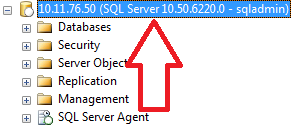 10.11.76.50 (SQL Server 10.50.6220.0 - sqladmin)
Databases
Security
Server Objec
Replication
Management
SQL Server Agent